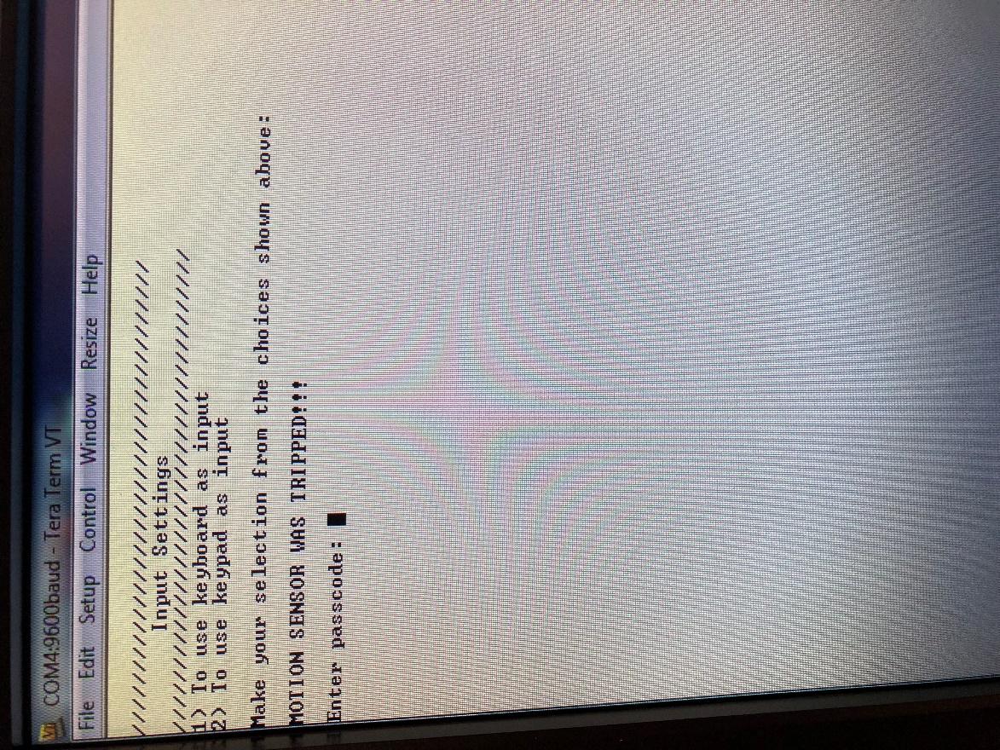 COM4:9600baud - Tera Term VT
File Edit Setup Control Window Resize Help
////////////////////////////////////////
Input Settings
////////////////////////////////////////
1) To use keyboard as input
2) To use keypad as input
Make your selection from the choices shown above:
MOTION SENSOR WAS TRIPPED!!!
Enter passcode: